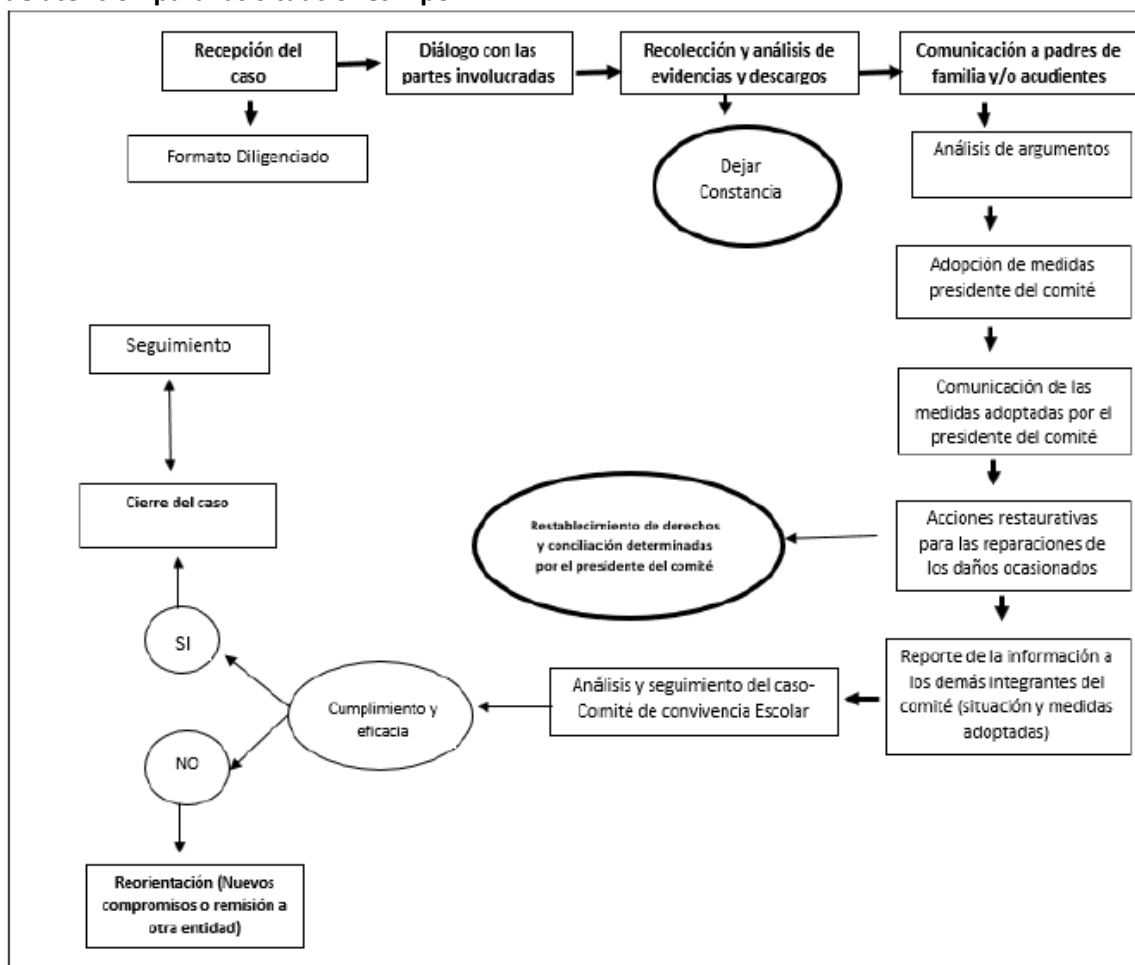 Recepción del
caso
Diálogo con las
partes involucradas
Recolección y análisis de
evidencias y descargos
Comunicación a padres de
familia y/o acudientes
Formato Diligenciado
Dejar
Constancia
Análisis de argumentos
Adopción de medidas
presidente del comité
Comunicación de las
medidas adoptadas por el
presidente del comité
Acciones restaurativas
para las reparaciones de
los daños ocasionados
Restablecimiento de derechos
y conciliación determinadas
por el presidente del comité
Reporte de la información a
los demás integrantes del
comité (situación y medidas
adoptadas)
Análisis y seguimiento del caso-
Comité de convivencia Escolar
Cumplimiento y
eficacia
SI
NO
Cierre del caso
Seguimiento
Reorientación (Nuevos
compromisos o remisión a
otra entidad)